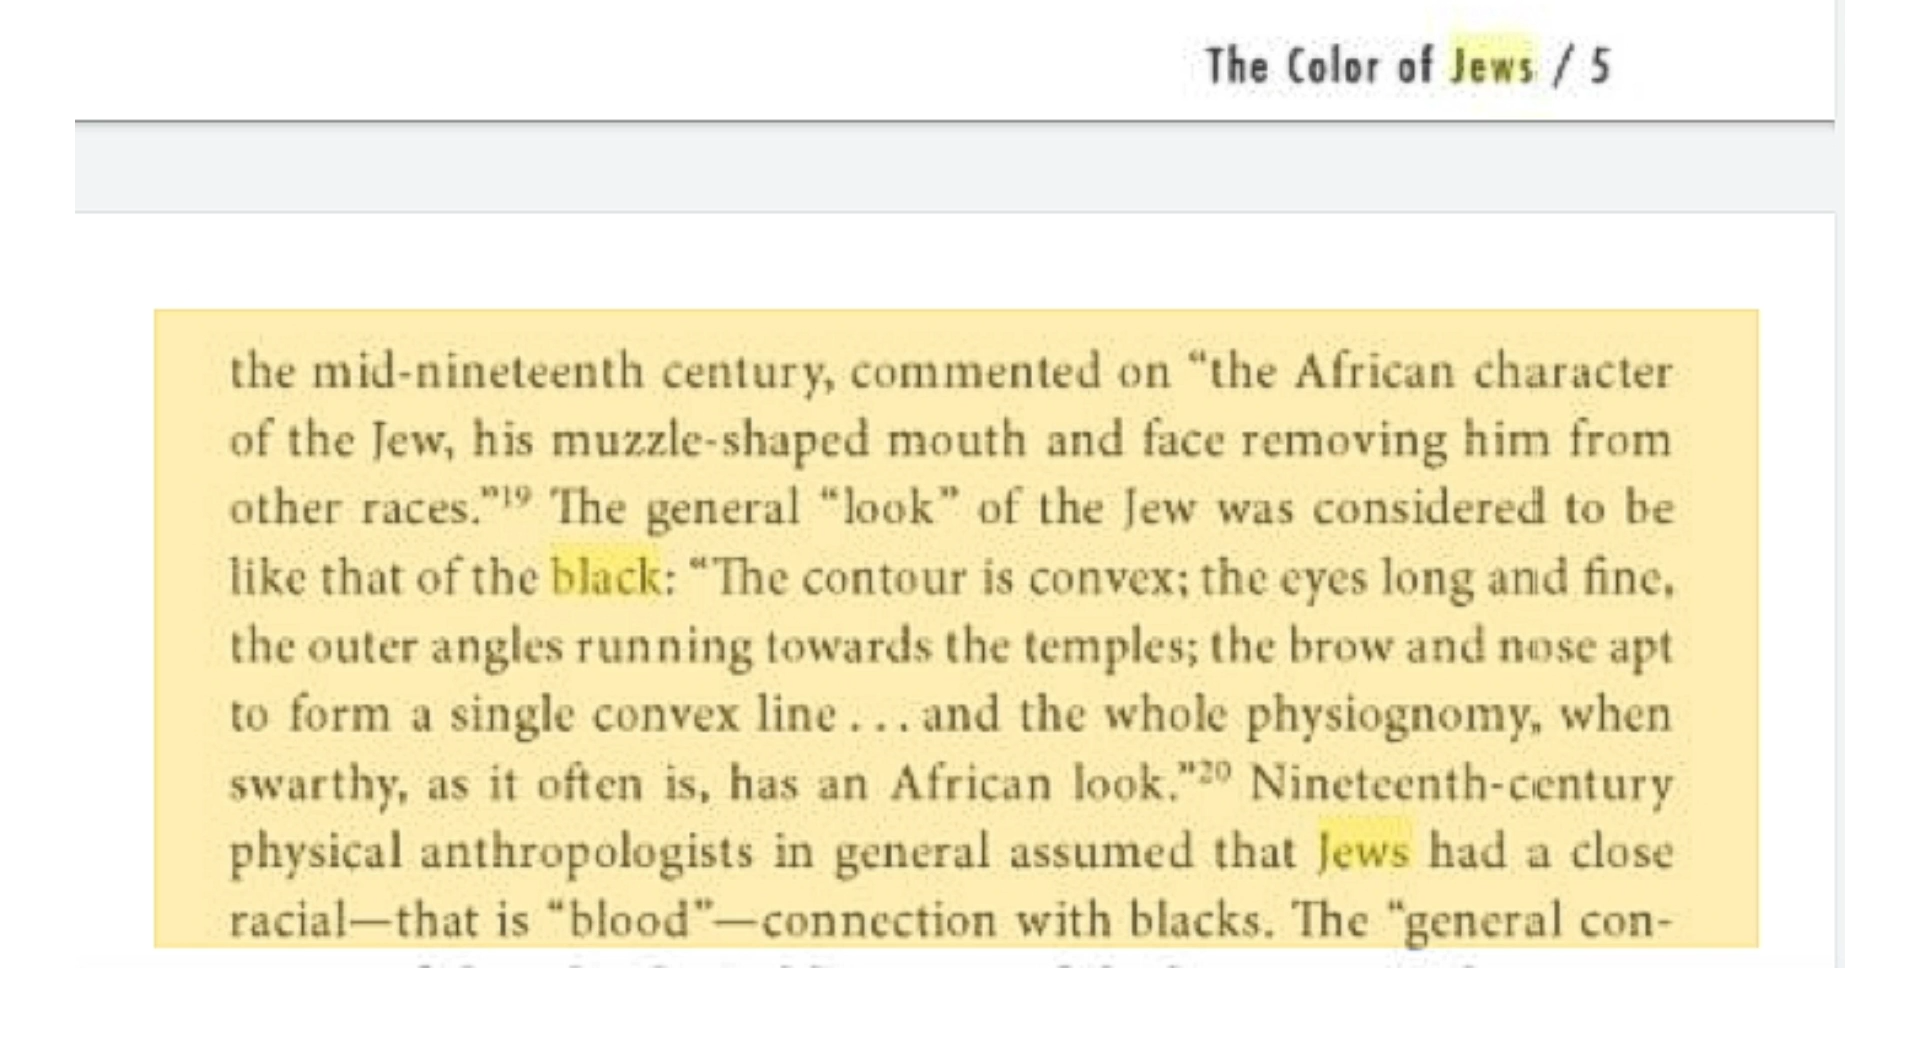 The Color of Jews / 5
the mid-nineteenth century, commented on “the African character
of the Jew, his muzzle-shaped mouth and face removing him from
other races.”19 The general “look” of the Jew was considered to be
like that of the black: “The contour is convex; the eyes long and fine,
the outer angles running towards the temples; the brow and nose apt
to form a single convex line . . . and the whole physiognomy, when
swarthy, as it often is, has an African look.”20 Nineteenth-century
physical anthropologists in general assumed that Jews had a close
racial—that is “blood”—connection with blacks. The “general con-